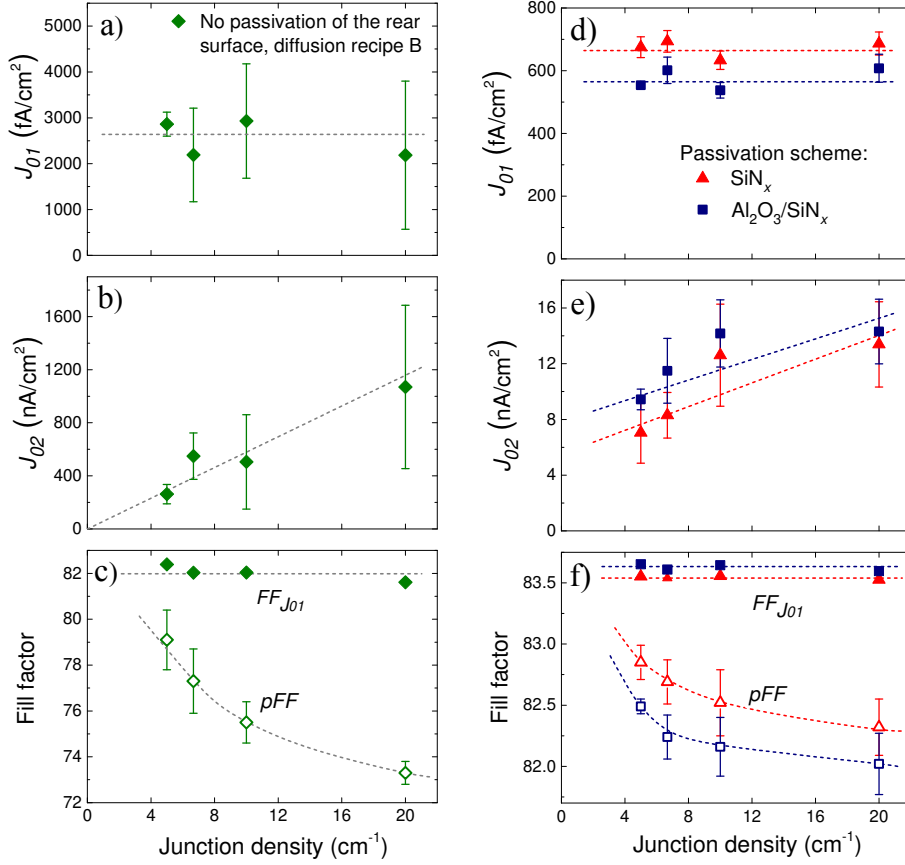 a)
No passivation of the rear
surface, diffusion recipe B
J01 (fA/cm2)
5000
4000
3000
2000
1000
0
b)
J02 (nA/cm2)
1600
1200
800
400
0
c)
FFJ01
pFF
Fill factor
82
80
78
76
74
72
0 4 8 12 16 20
Junction density (cm-1)
d)
J01 (fA/cm2)
800
600
400
200
0
Passivation scheme:
SiNx
Al2O3/SiNx
e)
J02 (nA/cm2)
16
12
8
4
0
f)
FFJ01
pFF
Fill factor
83.5
83.0
82.5
82.0
0 4 8 12 16 20
Junction density (cm-1)